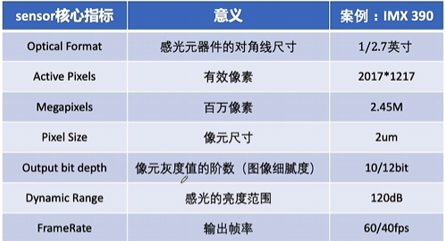 sensor核心指标 意义 案例：IMX 390
Optical Format 感光元器件的对角线尺寸 1/2.7英寸
Active Pixels 有效像素 2017*1217
Megapixels 百万像素 2.45M
Pixel Size 像元尺寸 2um
Output bit depth 像元灰度值的阶数（图像细腻度） 10/12bit
Dynamic Range 感光的亮度范围 120dB
FrameRate 输出帧率 60/40fps